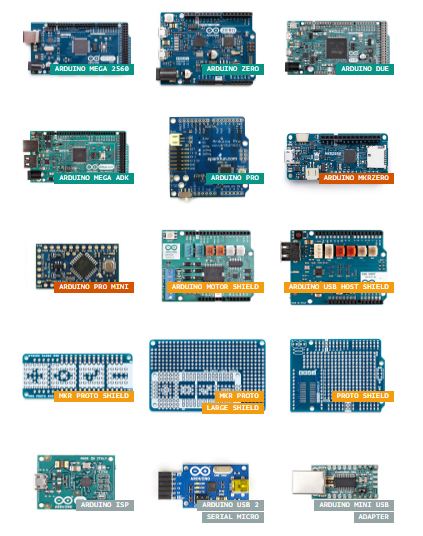 ARDUINO MEGA 2560
ARDUINO ZERO
ARDUINO DUE
ARDUINO MEGA ADK
ARDUINO PRO
ARDUINO MKRZERO
ARDUINO PRO MINI
ARDUINO MOTOR SHIELD
ARDUINO USB HOST SHIELD
MKR PROTO SHIELD
MKR PROTO
LARGE SHIELD
PROTO SHIELD
ARDUINO ISP
ARDUINO USB 2
SERIAL MICRO
ARDUINO MINI USB
ADAPTER